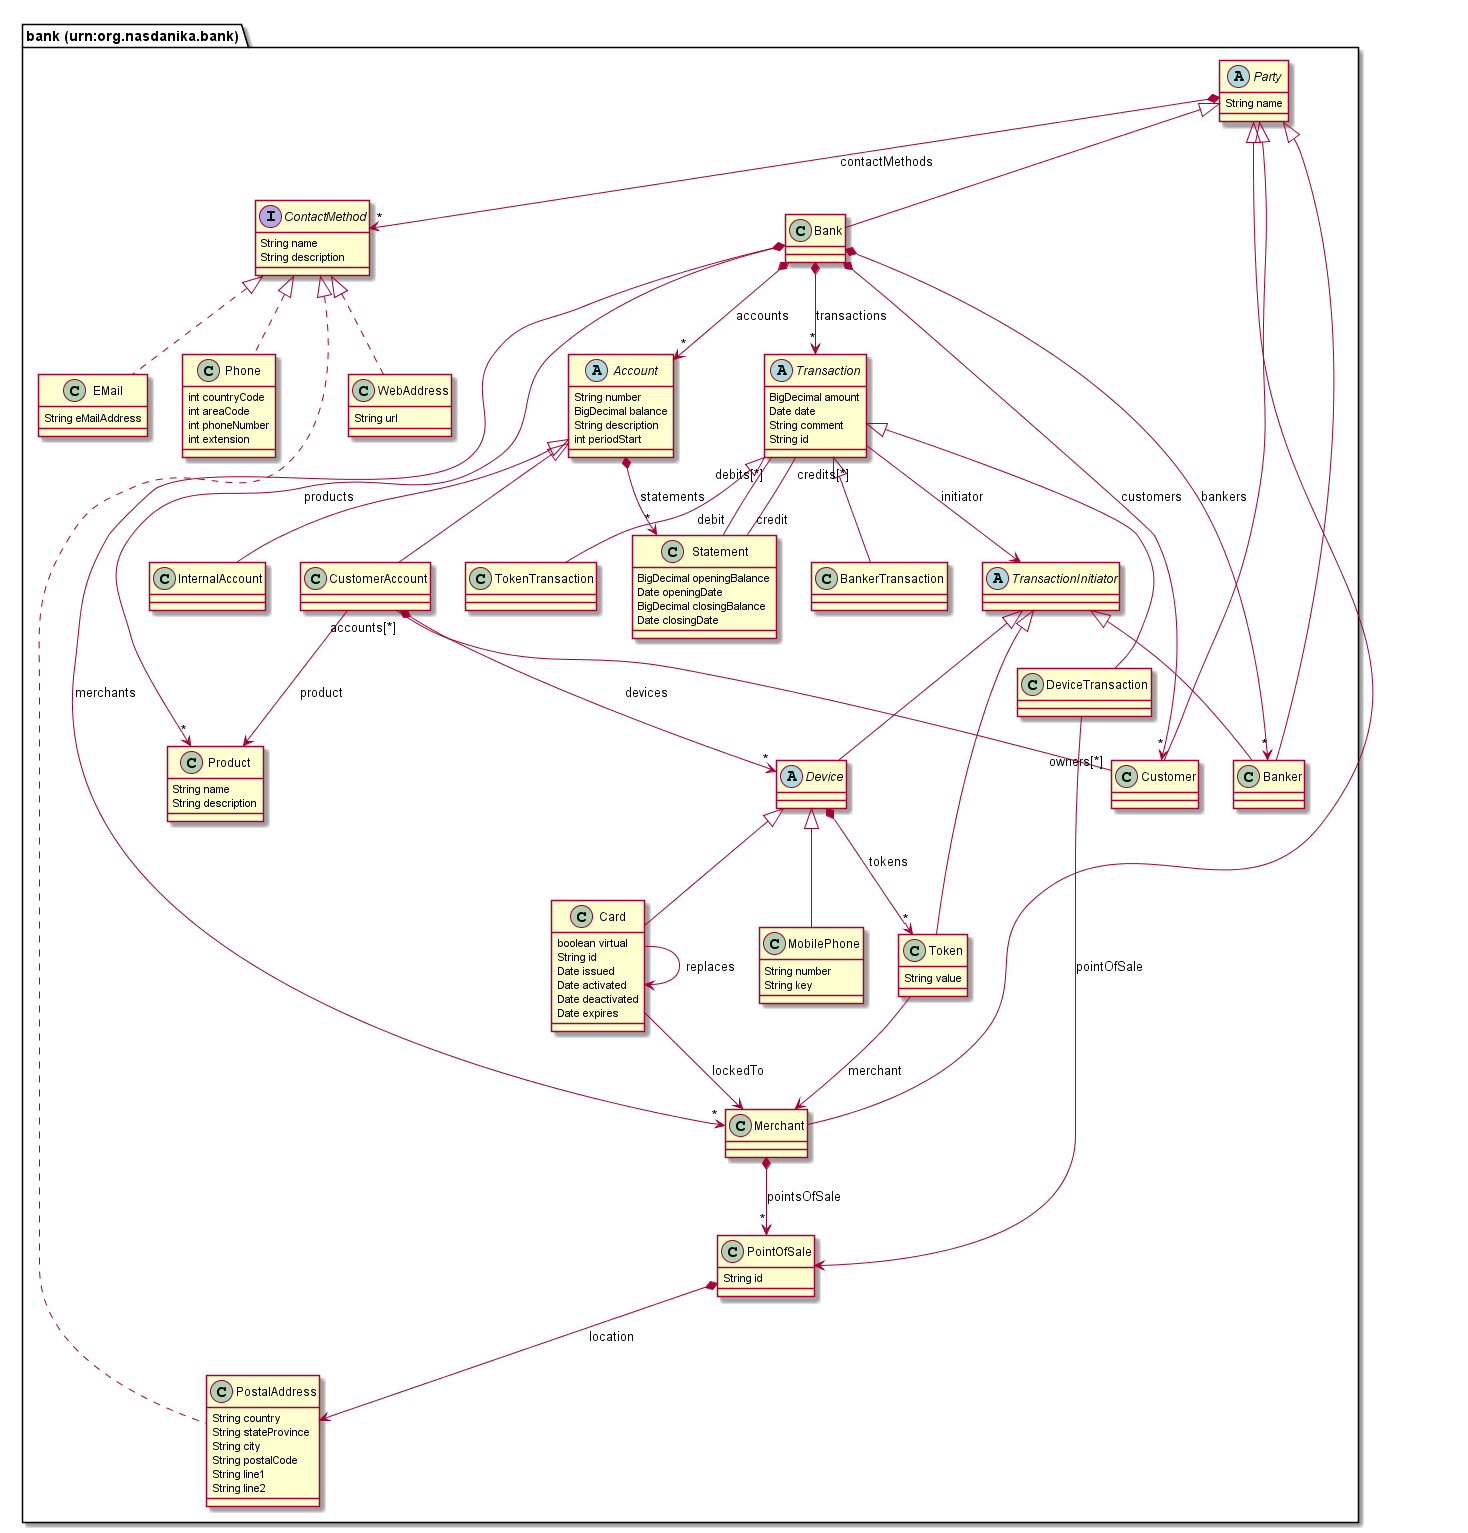 bank (urn:org.nasdanika.bank)
A Party
String name
contactMethods
*
I ContactMethod
String name
String description
C Bank
accounts
*
transactions
*
C EMail
String eMailAddress
C Phone
int countryCode
int areaCode
int phoneNumber
int extension
C WebAddress
String url
A Account
String number
BigDecimal balance
String description
int periodStart
A Transaction
BigDecimal amount
Date date
String comment
String id
products
statements
*
debits[*]
credits[*]
debit
credit
initiator
customers
bankers
C InternalAccount
C CustomerAccount
C TokenTransaction
C Statement
BigDecimal openingBalance
Date openingDate
BigDecimal closingBalance
Date closingDate
C BankerTransaction
A TransactionInitiator
accounts[*]
merchants
product
devices
C DeviceTransaction
*
*
*
*
owners[*]
C Product
String name
String description
A Device
C Customer
C Banker
tokens
*
C Card
boolean virtual
String id
Date issued
Date activated
Date deactivated
Date expires
replaces
C MobilePhone
String number
String key
C Token
String value
pointOfSale
lockedTo
merchant
*
C Merchant
pointsOfSale
*
C PointOfSale
String id
location
C PostalAddress
String country
String stateProvince
String city
String postalCode
String line1
String line2